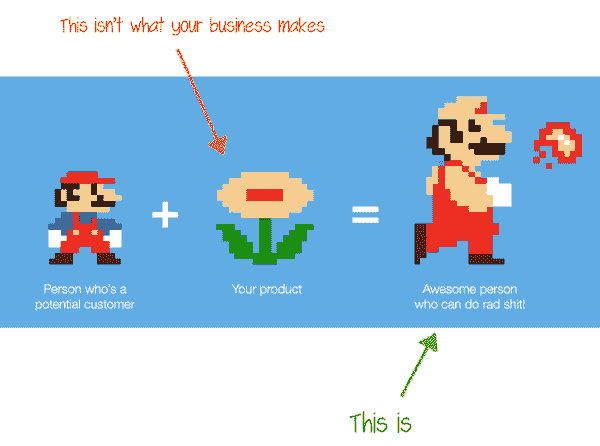 This isn't what your business makes
+
=
Person who's a
potential customer
Your product
Awesome person
who can do rad shit!
This is